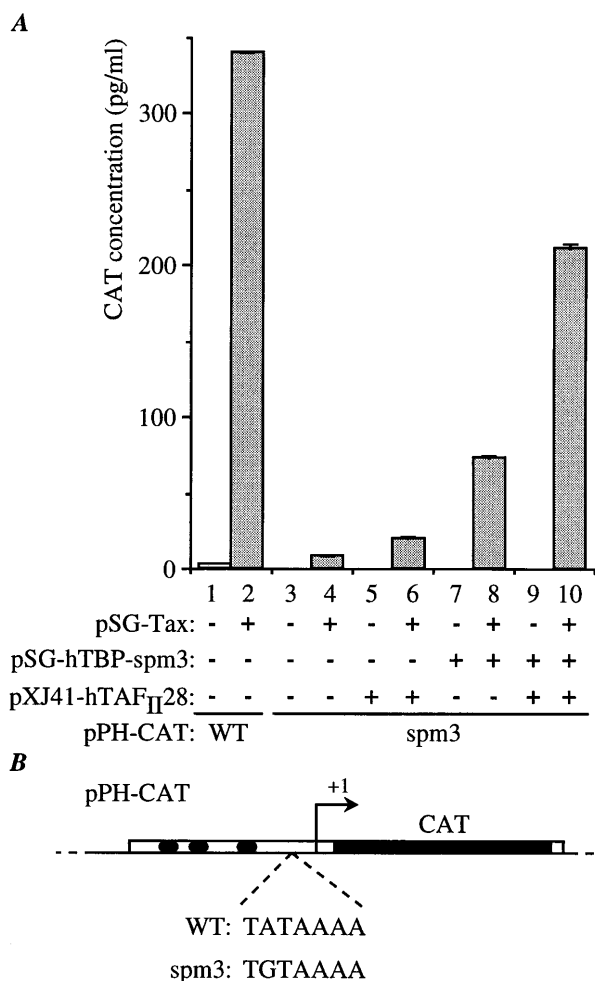 A
CAT concentration (pg/ml)
300
200
100
0
1 2 3 4 5 6 7 8 9 10
pSG-Tax: - + - + - + - + - +
pSG-hTBP-spm3: - - - - - - + + + +
pXJ41-hTAFII28: - - - - + + - - + +
pPH-CAT: WT spm3
B
pPH-CAT
+1
CAT
WT: TATAAAA
spm3: TGTAAAA